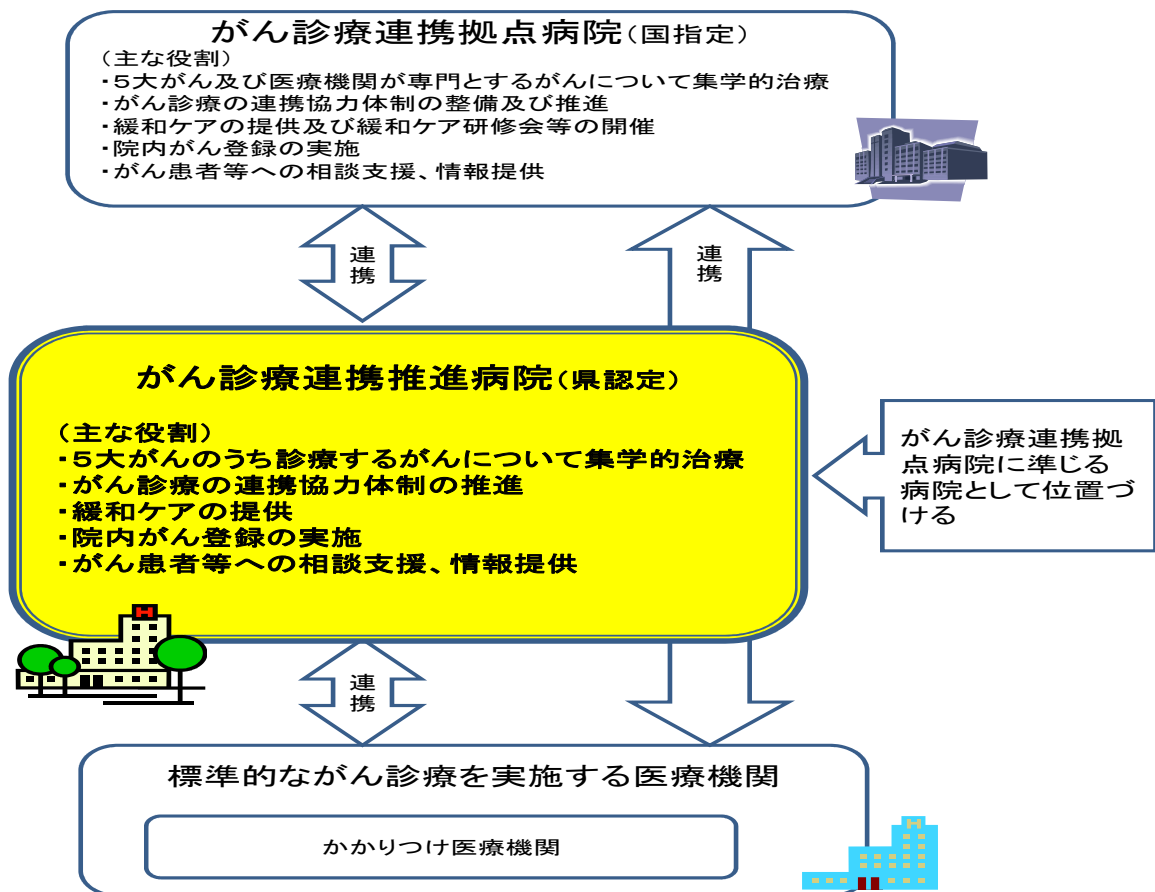 がん診療連携拠点病院(国指定)
(主な役割)
・5大がん及び医療機関が専門とするがんについて集学的治療
・がん診療の連携協力体制の整備及び推進
・緩和ケアの提供及び緩和ケア研修会等の開催
・院内がん登録の実施
・がん患者等への相談支援、情報提供
連携
連携
がん診療連携推進病院(県認定)
(主な役割)
・5大がんのうち診療するがんについて集学的治療
・がん診療の連携協力体制の推進
・緩和ケアの提供
・院内がん登録の実施
・がん患者等への相談支援、情報提供
がん診療連携拠
点病院に準じる
病院として位置づ
ける
H
連携
標準的ながん診療を実施する医療機関
かかりつけ医療機関
H